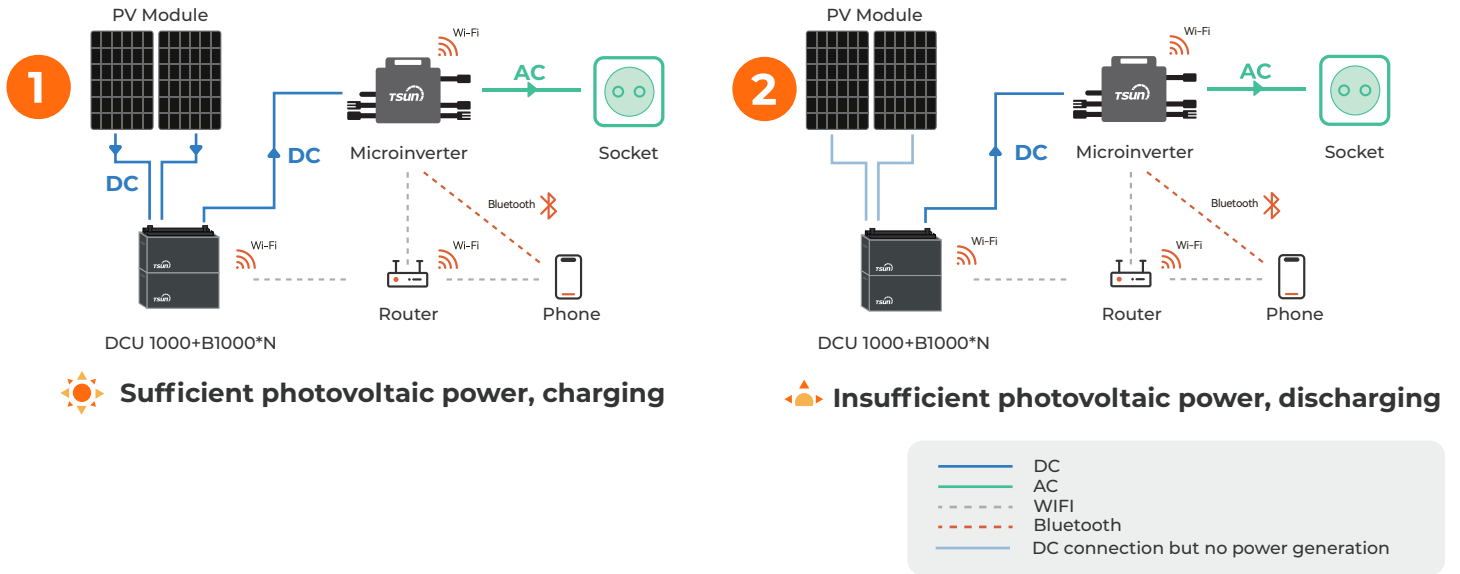 PV Module
Wi-Fi
1
TSUN
AC
DC
DC
Microinverter
Socket
Bluetooth
Wi-Fi
Wi-Fi
TSUN
TSUN
Router
Phone
DCU 1000+B1000*N
Sufficient photovoltaic power, charging
PV Module
Wi-Fi
2
TSUN
AC
DC
Microinverter
Socket
Bluetooth
Wi-Fi
Wi-Fi
TSUN
TSUN
Router
Phone
DCU 1000+B1000*N
Insufficient photovoltaic power, discharging
DC
AC
WIFI
Bluetooth
DC connection but no power generation